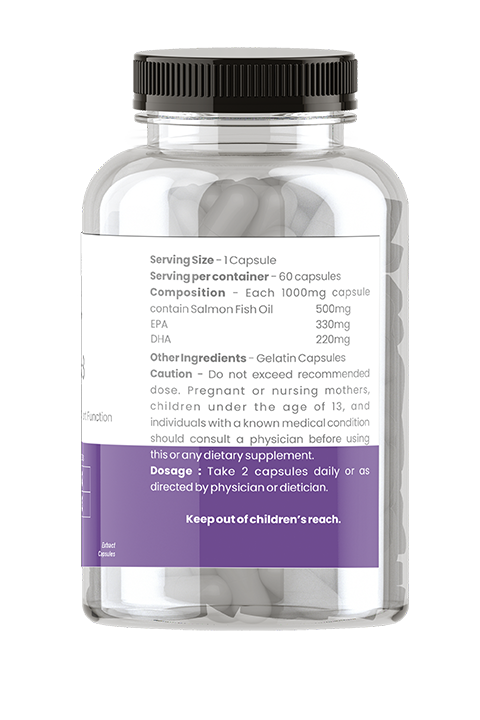 Serving Size - 1 Capsule
Serving per container - 60 capsules
Composition - Each 1000mg capsule
contain Salmon Fish Oil 500mg
EPA 330mg
DHA 220mg
Other Ingredients - Gelatin Capsules
Caution - Do not exceed recommended
dose. Pregnant or nursing mothers,
children under the age of 13, and
individuals with a known medical condition
should consult a physician before using
this or any dietary supplement.
Dosage : Take 2 capsules daily or as
directed by physician or dietician.
Keep out of children's reach.
Function
Extract
Capsules